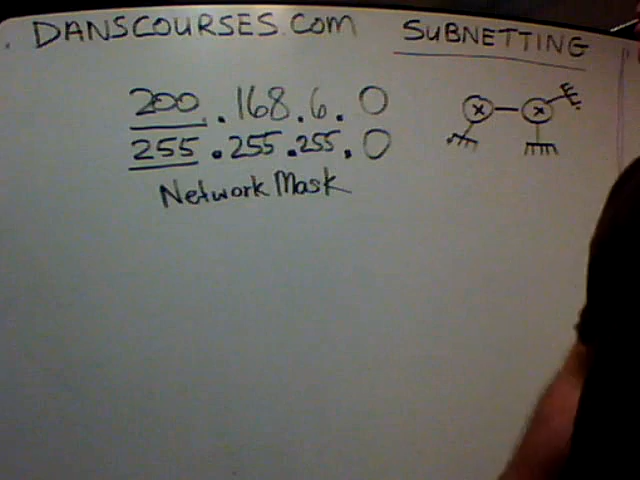 DANSCOURSES.COM SUBNETTING
200.168.6.0
255.255.255.0
Network Mask